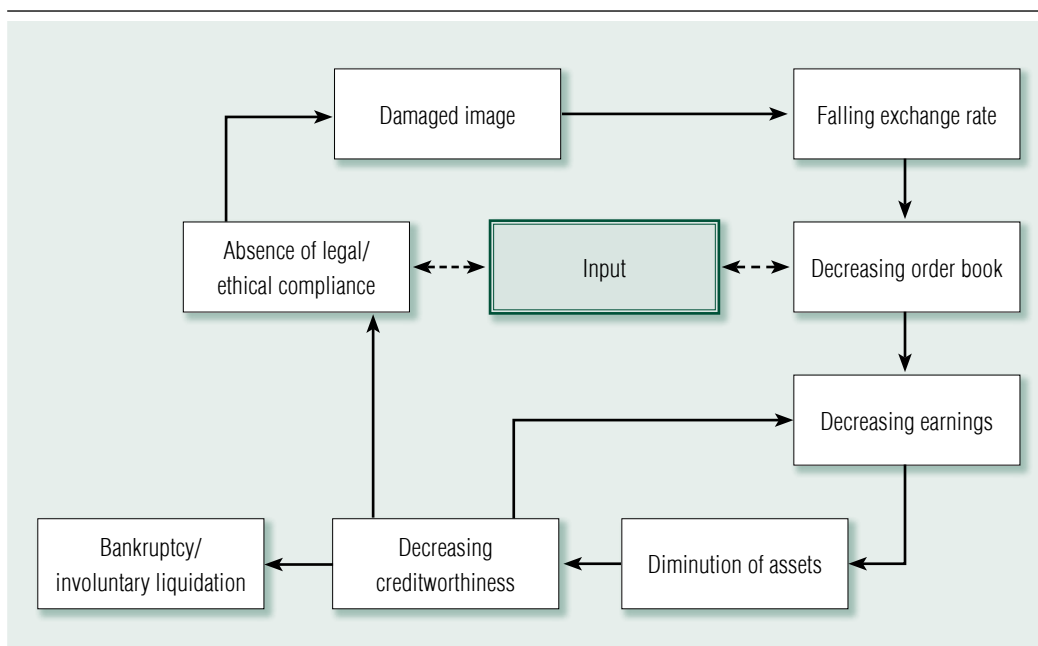 Damaged image
Falling exchange rate
Absence of legal/
ethical compliance
Input
Decreasing order book
Decreasing earnings
Bankruptcy/
involuntary liquidation
Decreasing
creditworthiness
Diminution of assets